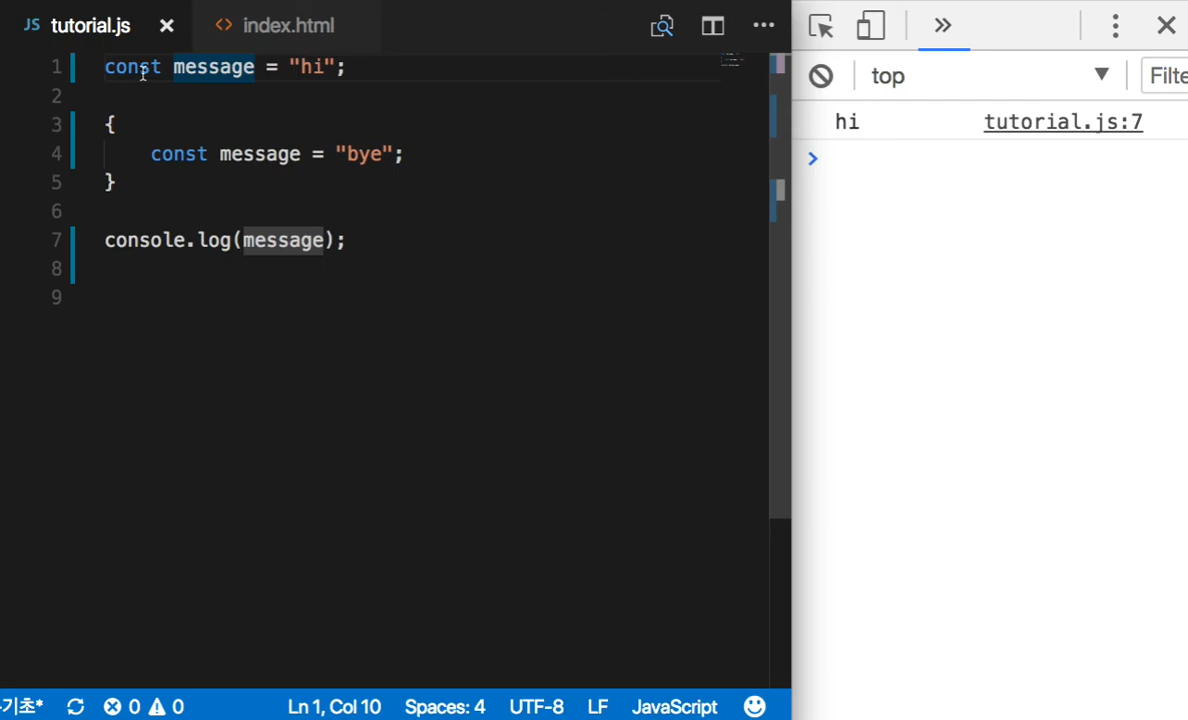 JS tutorial.js × <> index.html
1 const message = "hi";
2
3 {
4 const message = "bye";
5 }
6
7 console.log(message);
8
9
top Filte
hi tutorial.js:7
기초* 0 0 Ln 1, Col 10 Spaces: 4 UTF-8 LF JavaScript